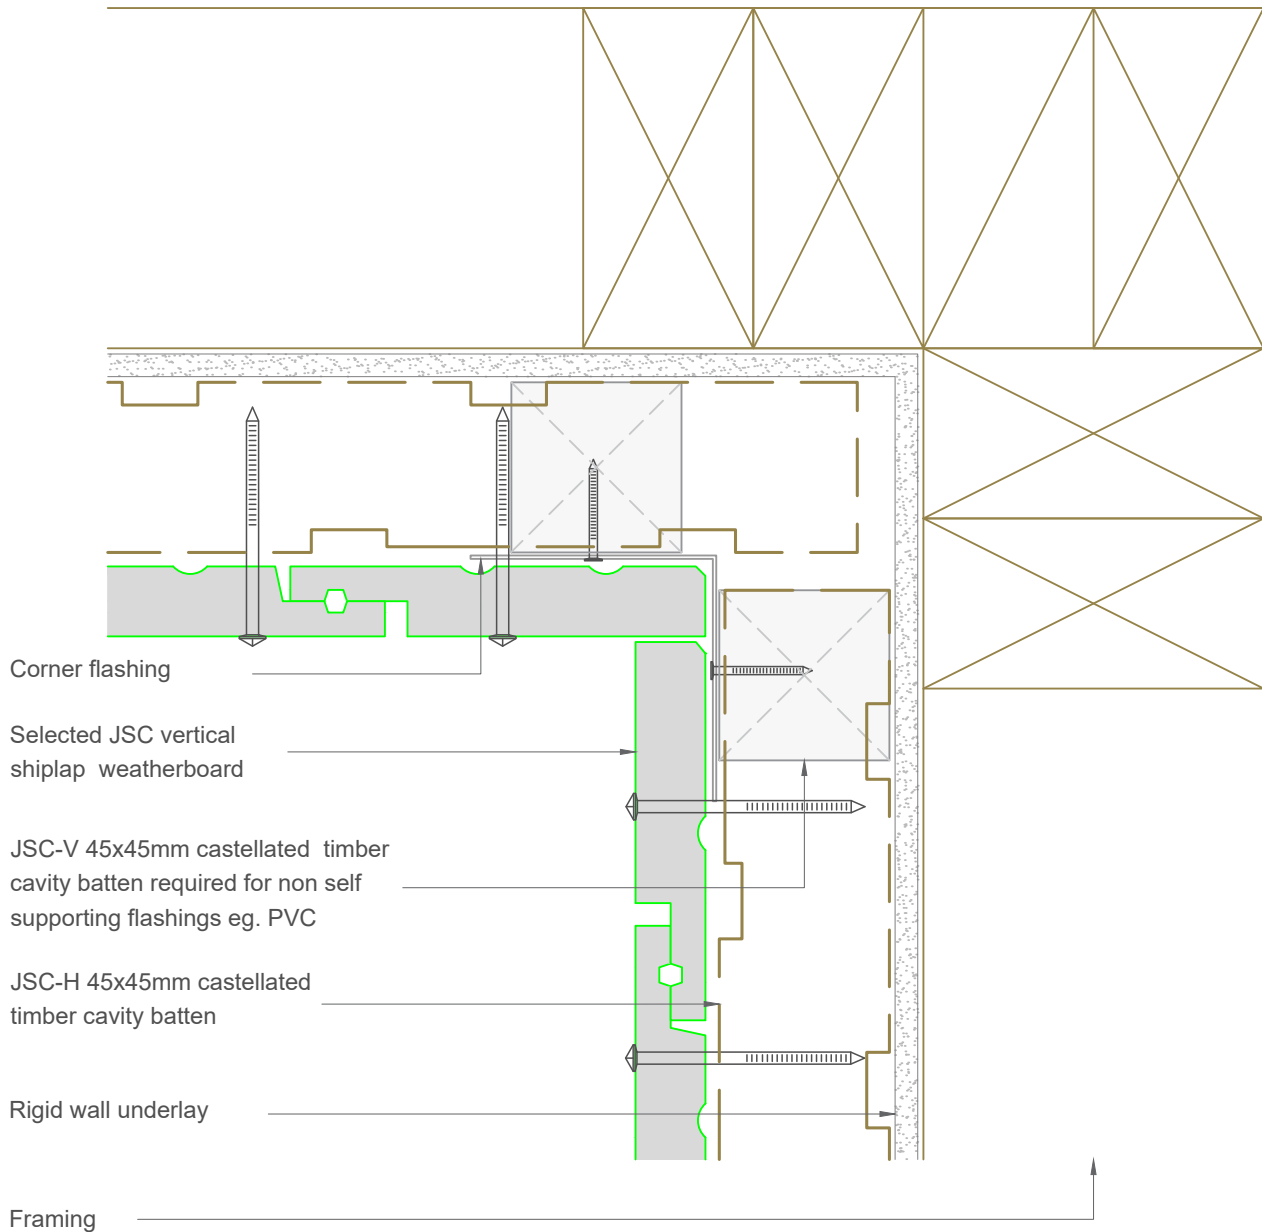 Corner flashing
Selected JSC vertical
shiplap weatherboard
JSC-V 45x45mm castellated timber
cavity batten required for non self
supporting flashings eg. PVC
JSC-H 45x45mm castellated
timber cavity batten
Rigid wall underlay
Framing